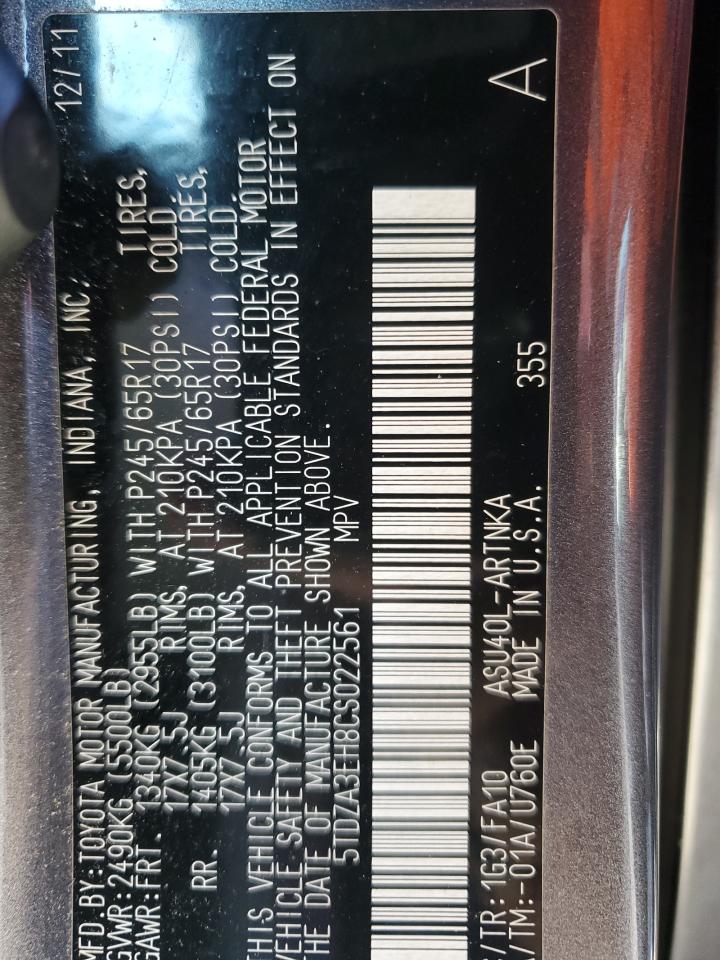 MFD.BY:TOYOTA MOTOR MANUFACTURING, INDIANA, INC. 12/11
GVWR:2490KG (5500LB)
GAWR:FRT. 1340KG (2955LB) WITH P245/65R17 TIRES,
17X7.5J RIMS, AT 210KPA (30PSI) COLD
RR. 1405KG (3100LB) WITH P245/65R17 TIRES,
17X7.5J RIMS, AT 210KPA (30PSI) COLD
THIS VEHICLE CONFORMS TO ALL APPLICABLE FEDERAL MOTOR
VEHICLE SAFETY AND THEFT PREVENTION STANDARDS IN EFFECT ON
THE DATE OF MANUFACTURE SHOWN ABOVE.
5TDZA3EH8CS022561 MPV
/TR:1G3/FA10 ASU40L-ARTNKA
/TM:-01A/U760E MADE IN U.S.A. 355 A